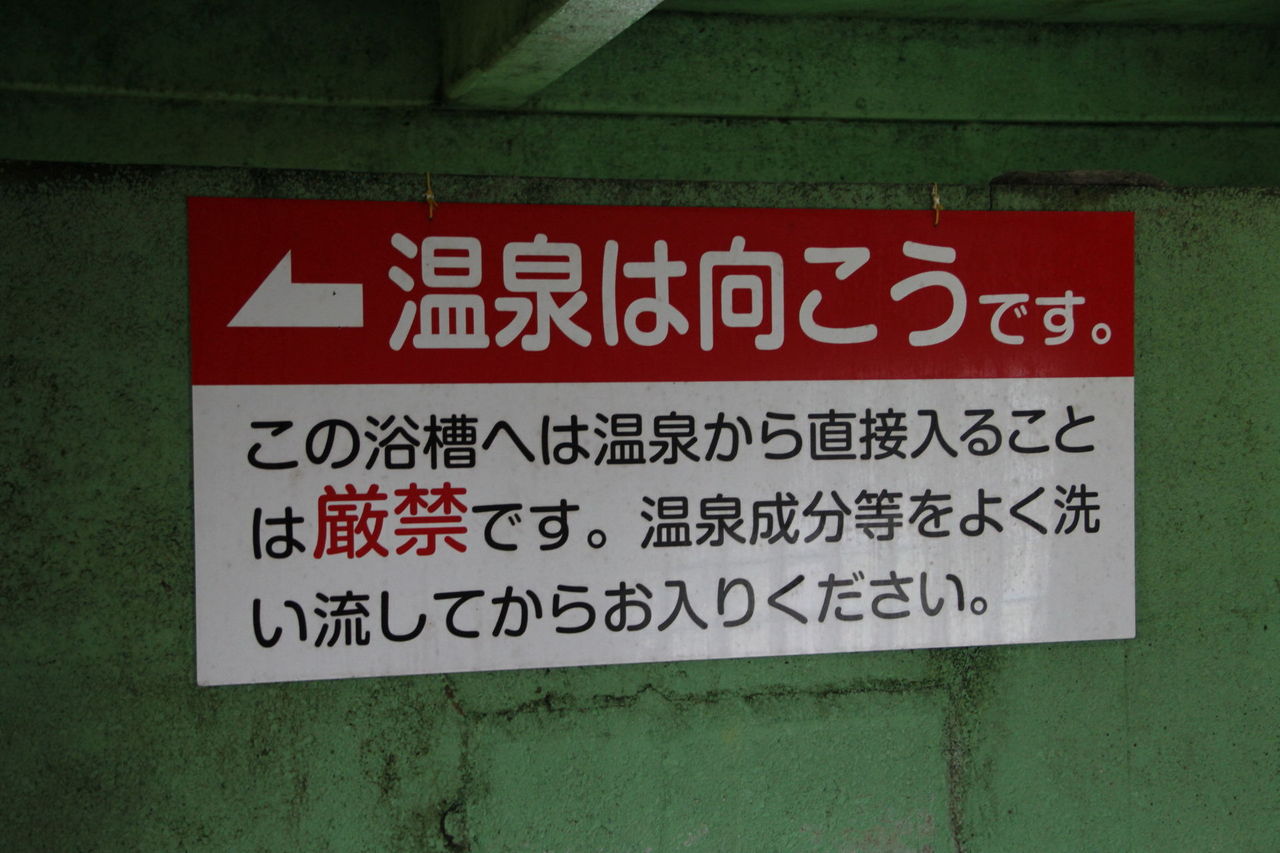 温泉は向こうです。
この浴槽へは温泉から直接入ること
は厳禁です。温泉成分等をよく洗
い流してからお入りください。